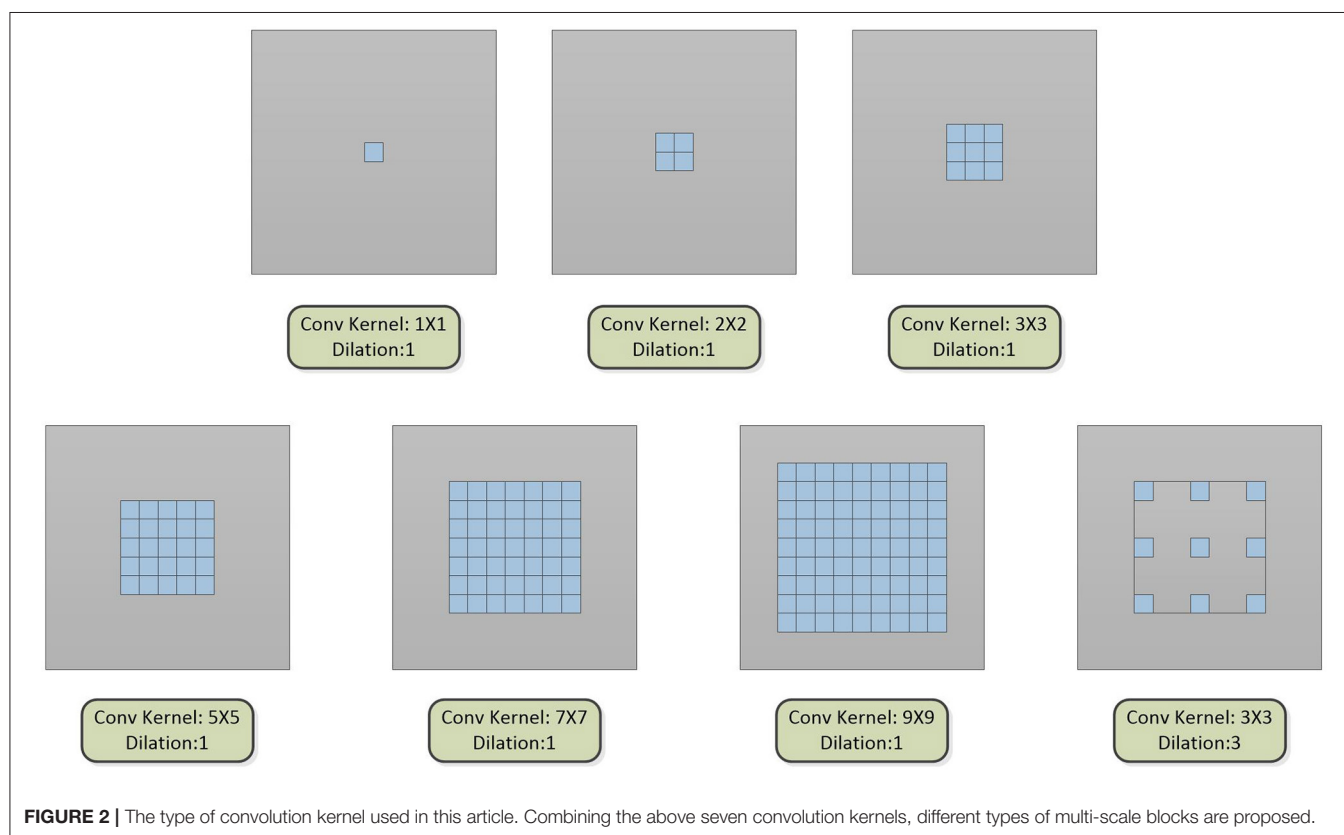 Conv Kernel: 1X1
Dilation:1
Conv Kernel: 2X2
Dilation:1
Conv Kernel: 3X3
Dilation:1
Conv Kernel: 5X5
Dilation:1
Conv Kernel: 7X7
Dilation:1
Conv Kernel: 9X9
Dilation:1
Conv Kernel: 3X3
Dilation:3
FIGURE 2 | The type of convolution kernel used in this article. Combining the above seven convolution kernels, different types of multi-scale blocks are proposed.